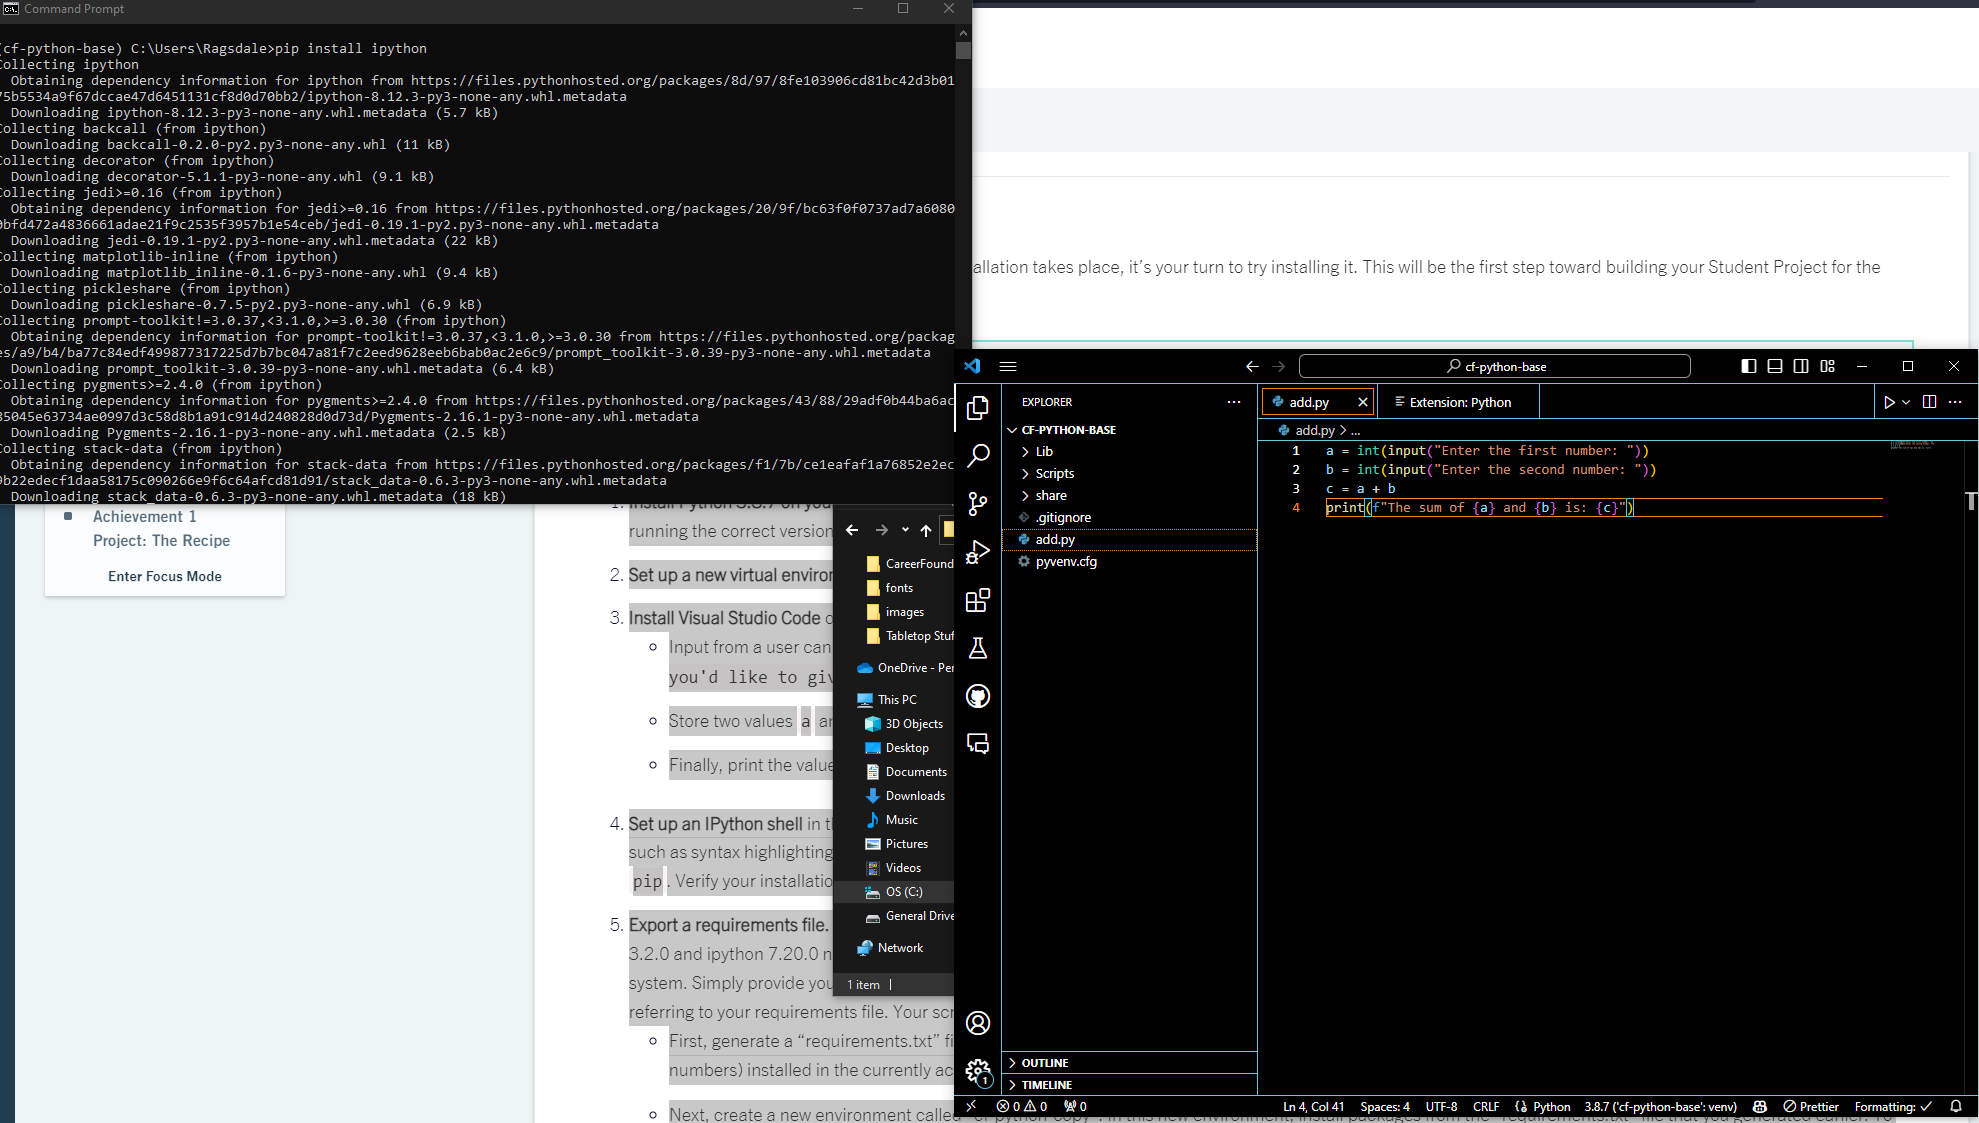 Command Prompt
(cf-python-base) C:\Users\Ragsdale>pip install ipython
Collecting ipython
Obtaining dependency information for ipython from https://files.pythonhosted.org/packages/8d/97/8fe103906cd81bc42d3b01
75b5534a9f67dccae47d6451131cf8d0d70bb2/ipython-8.12.3-py3-none-any.whl.metadata
Downloading ipython-8.12.3-py3-none-any.whl.metadata (5.7 kB)
Collecting backcall (from ipython)
Downloading backcall-0.2.0-py2.py3-none-any.whl (11 kB)
Collecting decorator (from ipython)
Downloading decorator-5.1.1-py3-none-any.whl (9.1 kB)
Collecting jedi>=0.16 (from ipython)
Obtaining dependency information for jedi>=0.16 from https://files.pythonhosted.org/packages/20/9f/bc63f0f0737ad7a6080
9bfd472a4836661adae21f9c2535f3957b1e54ceb/jedi-0.19.1-py2.py3-none-any.whl.metadata
Downloading jedi-0.19.1-py2.py3-none-any.whl.metadata (22 kB)
Collecting matplotlib-inline (from ipython)
Downloading matplotlib_inline-0.1.6-py3-none-any.whl (9.4 kB)
Collecting pickleshare (from ipython)
Downloading pickleshare-0.7.5-py2.py3-none-any.whl (6.9 kB)
Collecting prompt-toolkit!=3.0.37,<3.1.0,>=3.0.30 (from ipython)
Obtaining dependency information for prompt-toolkit!=3.0.37,<3.1.0,>=3.0.30 from https://files.pythonhosted.org/packag
es/a9/b4/ba77c84edf499877317225d7b7bc047a81f7c2eed9628eeb6bab0ac2e6c9/prompt_toolkit-3.0.39-py3-none-any.whl.metadata
Downloading prompt_toolkit-3.0.39-py3-none-any.whl.metadata (6.4 kB)
Collecting pygments>=2.4.0 (from ipython)
Obtaining dependency information for pygments>=2.4.0 from https://files.pythonhosted.org/packages/43/88/29adf0b44ba6ac
85045e63734ae0997d3c58d8b1a91c914d240828d0d73d/Pygments-2.16.1-py3-none-any.whl.metadata
Downloading Pygments-2.16.1-py3-none-any.whl.metadata (2.5 kB)
Collecting stack-data (from ipython)
Obtaining dependency information for stack-data from https://files.pythonhosted.org/packages/f1/7b/ce1eafaf1a76852e2ec
9b22edecf1daa58175c090266e9f6c64afcd81d91/stack_data-0.6.3-py3-none-any.whl.metadata
Downloading stack_data-0.6.3-py3-none-any.whl.metadata (18 kB)
allation takes place, it's your turn to try installing it. This will be the first step toward building your Student Project for the
Achievement 1
Project: The Recipe
Enter Focus Mode
1. Install Python 3.8.7 on you
running the correct version
2. Set up a new virtual enviror
3. Install Visual Studio Code
Input from a user can
you'd like to giv
Store two values a
Finally, print the value
4. Set up an IPython shell in t
such as syntax highlighting
pip. Verify your installatio
5. Export a requirements file.
3.2.0 and ipython 7.20.0 n
system. Simply provide you
referring to your requirements file. Your scr
First, generate a “requirements.txt” fi
numbers) installed in the currently ac
Next, create a new environment called
CareerFound
fonts
images
Tabletop Stuf
OneDrive - Per
This PC
3D Objects
Desktop
Documents
Downloads
Music
Pictures
Videos
OS (C:)
General Drive
Network
1 item
cf-python-base
EXPLORER
CF-PYTHON-BASE
Lib
Scripts
share
.gitignore
add.py
pyvenv.cfg
OUTLINE
TIMELINE
add.py
Extension: Python
add.py > ...
1 a = int(input("Enter the first number: "))
2 b = int(input("Enter the second number: "))
3 c = a + b
4 print(f"The sum of {a} and {b} is: {c}")
1
0 0 0
Ln 4, Col 41 Spaces: 4 UTF-8 CRLF {} Python 3.8.7 ('cf-python-base': venv) Prettier Formatting: ✓